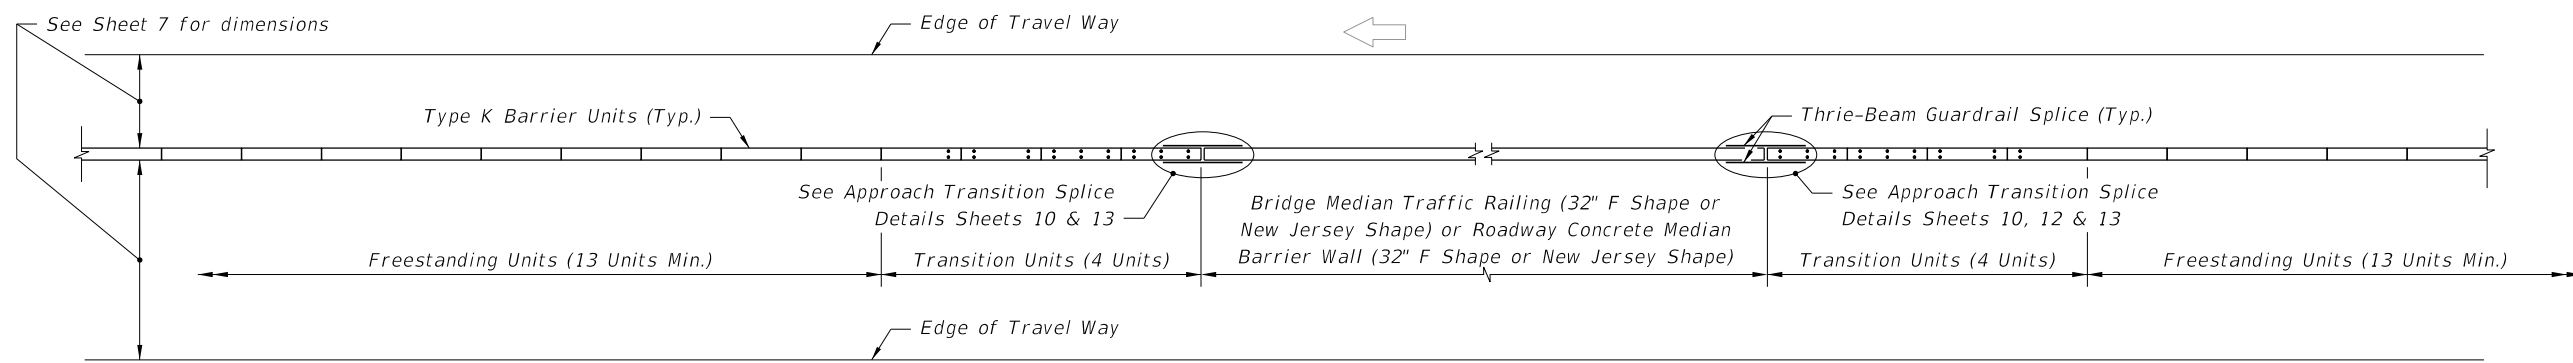 See Sheet 7 for dimensions
Edge of Travel Way
Type K Barrier Units (Typ.)
Thrie-Beam Guardrail Splice (Typ.)
See Approach Transition Splice
Details Sheets 10 & 13
Bridge Median Traffic Railing (32" F Shape or
New Jersey Shape) or Roadway Concrete Median
Barrier Wall (32" F Shape or New Jersey Shape)
See Approach Transition Splice
Details Sheets 10, 12 & 13
Freestanding Units (13 Units Min.)
Transition Units (4 Units)
Transition Units (4 Units)
Freestanding Units (13 Units Min.)
Edge of Travel Way